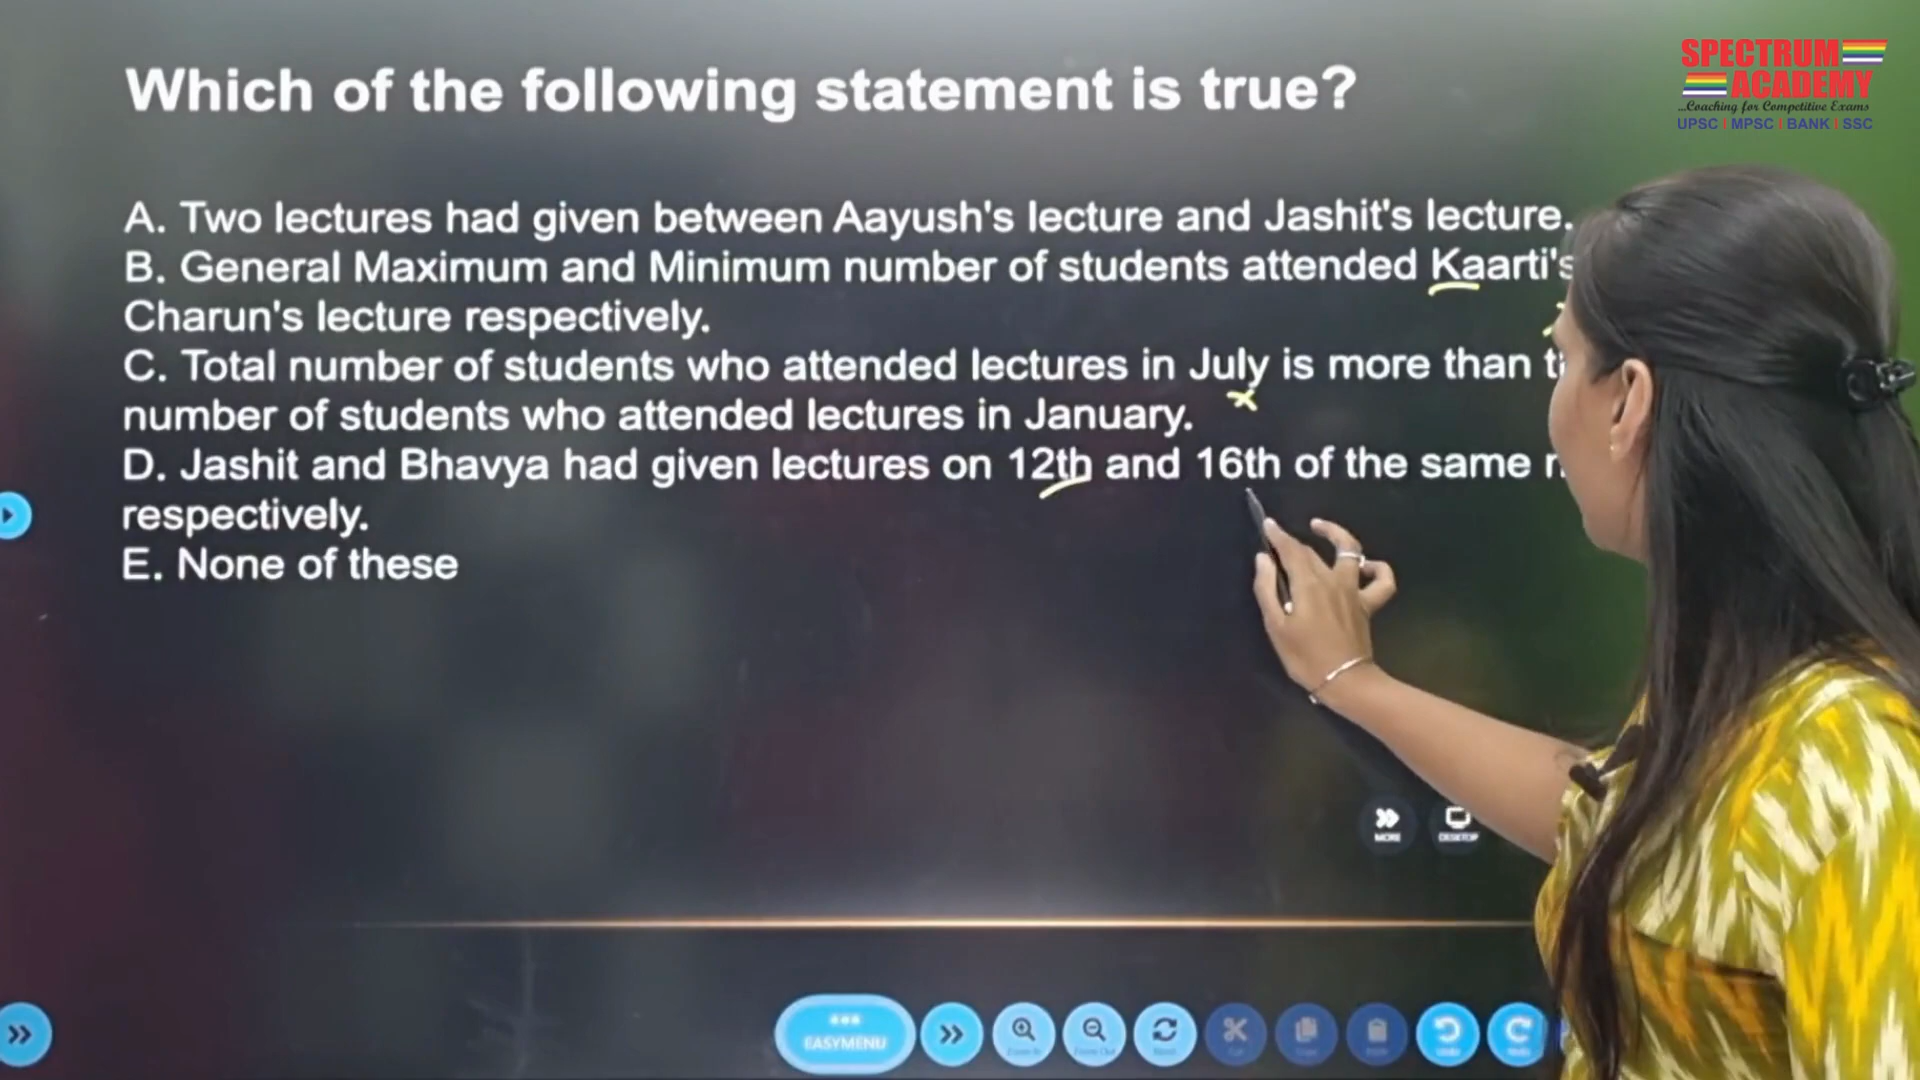 SPECTRUM
ACADEMY
...Coaching for Competitive Exams
UPSC | MPSC | BANK | SSC
Which of the following statement is true?
A. Two lectures had given between Aayush's lecture and Jashit's lecture.
B. General Maximum and Minimum number of students attended Kaarti's
Charun's lecture respectively.
C. Total number of students who attended lectures in July is more than
number of students who attended lectures in January.
D. Jashit and Bhavya had given lectures on 12th and 16th of the same
respectively.
E. None of these
MORE
DESKTOP
EASYMENU